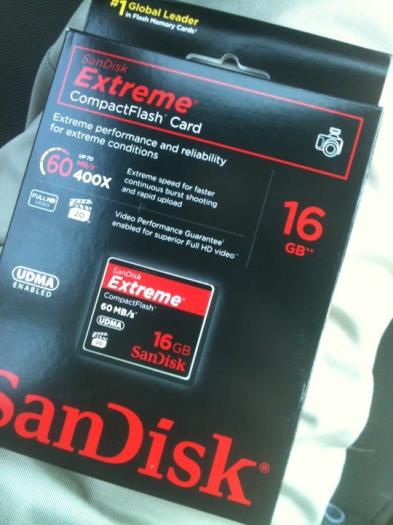 #1 Global Leader
in Flash Memory Cards*
SanDisk
Extreme®
CompactFlash® Card
Extreme performance and reliability
for extreme conditions
60 UP TO MB/s* 400X
Extreme speed for faster
continuous burst shooting
and rapid upload
FULL HD
VIDEO
20
Video Performance Guarantee†
enabled for superior Full HD video
16
GB**
UDMA
ENABLED
SanDisk
Extreme®
CompactFlash®
60 MB/s*
UDMA
20
16GB
SanDisk
SanDisk®